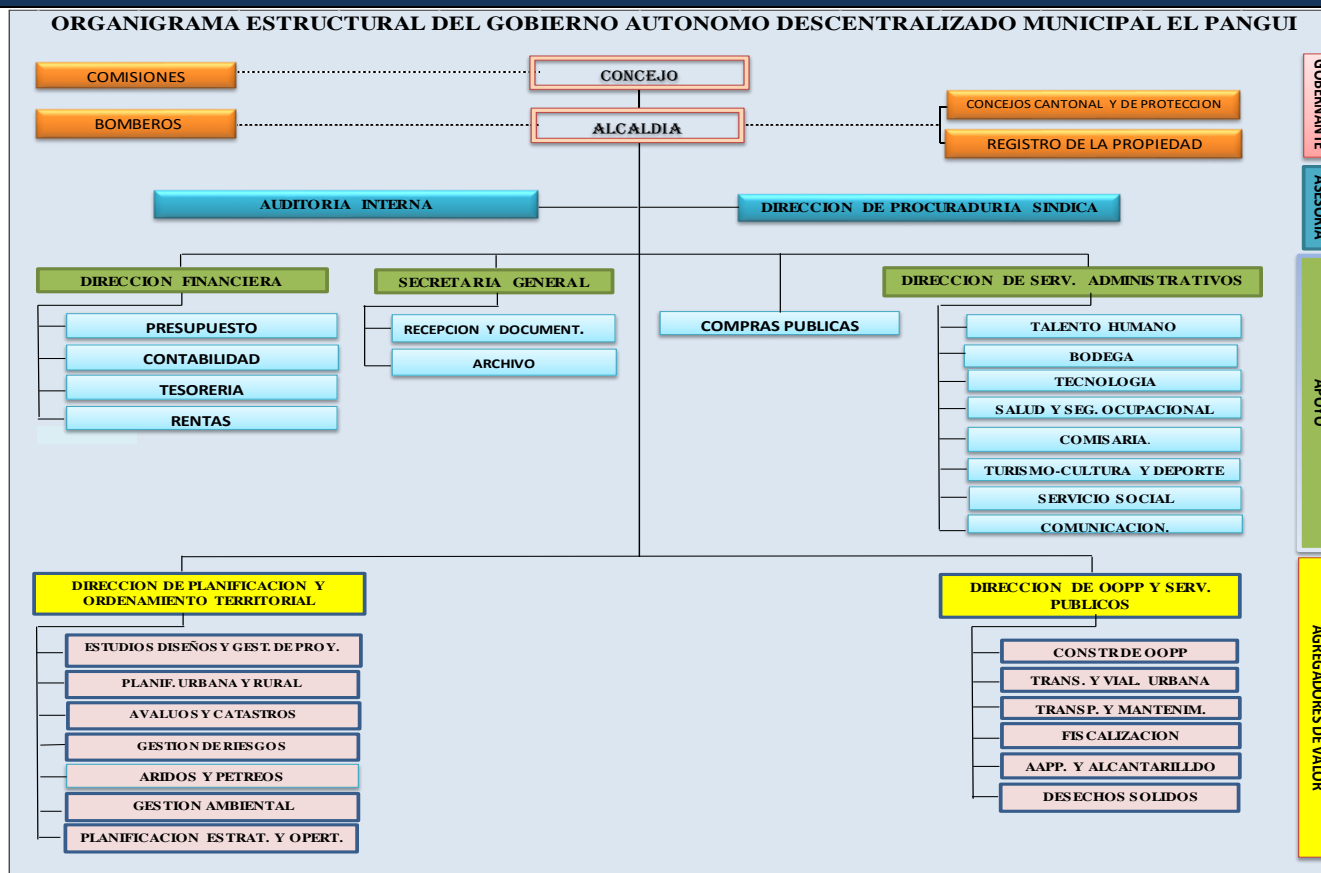 ORGANIGRAMA ESTRUCTURAL DEL GOBIERNO AUTONOMO DESCENTRALIZADO MUNICIPAL EL PANGUI
COMISIONES
CONCEJO
BOMBEROS
ALCALDIA
CONCEJOS CANTONAL Y DE PROTECCION
REGISTRO DE LA PROPIEDAD
GOBERNANTE
AUDITORIA INTERNA
DIRECCION DE PROCURADURIA SINDICA
ASESORIA
DIRECCION FINANCIERA
PRESUPUESTO
CONTABILIDAD
TESORERIA
RENTAS
SECRETARIA GENERAL
RECEPCION Y DOCUMENT.
ARCHIVO
COMPRAS PUBLICAS
DIRECCION DE SERV. ADMINISTRATIVOS
TALENTO HUMANO
BODEGA
TECNOLOGIA
SALUD Y SEG. OCUPACIONAL
COMISARIA.
TURISMO-CULTURA Y DEPORTE
SERVICIO SOCIAL
COMUNICACION.
APOYO
DIRECCION DE PLANIFICACION Y
ORDENAMIENTO TERRITORIAL
ESTUDIOS DISEÑOS Y GEST. DE PROY.
PLANIF. URBANA Y RURAL
AVALUOS Y CATASTROS
GESTION DE RIESGOS
ARIDOS Y PETREOS
GESTION AMBIENTAL
PLANIFICACION ESTRAT. Y OPERT.
DIRECCION DE OOPP Y SERV.
PUBLICOS
CONSTR DE OOPP
TRANS. Y VIAL. URBANA
TRANSP. Y MANTENIM.
FISCALIZACION
AAPP. Y ALCANTARILLDO
DESECHOS SOLIDOS
AGREGADORES DE VALOR